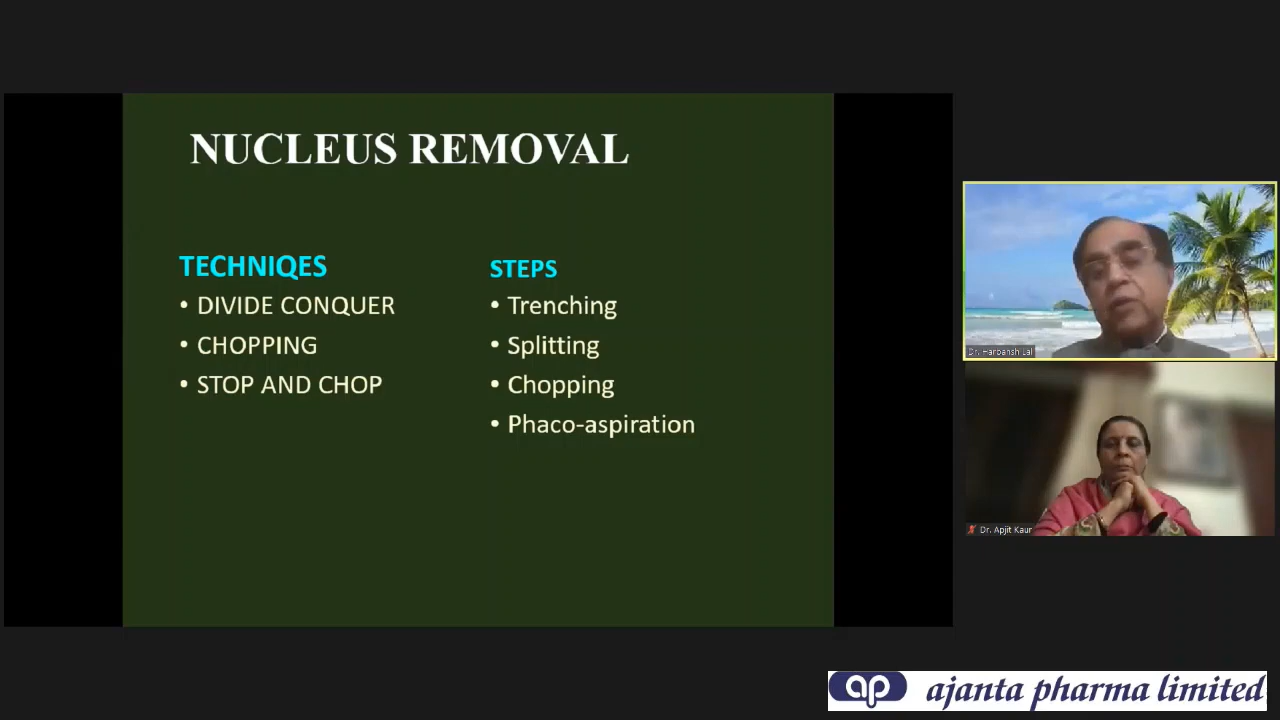 NUCLEUS REMOVAL
TECHNIQES
• DIVIDE CONQUER
• CHOPPING
• STOP AND CHOP
STEPS
• Trenching
• Splitting
• Chopping
• Phaco-aspiration
Dr. Harbansh Lal
Dr. Apjit Kaur
ap ajanta pharma limited